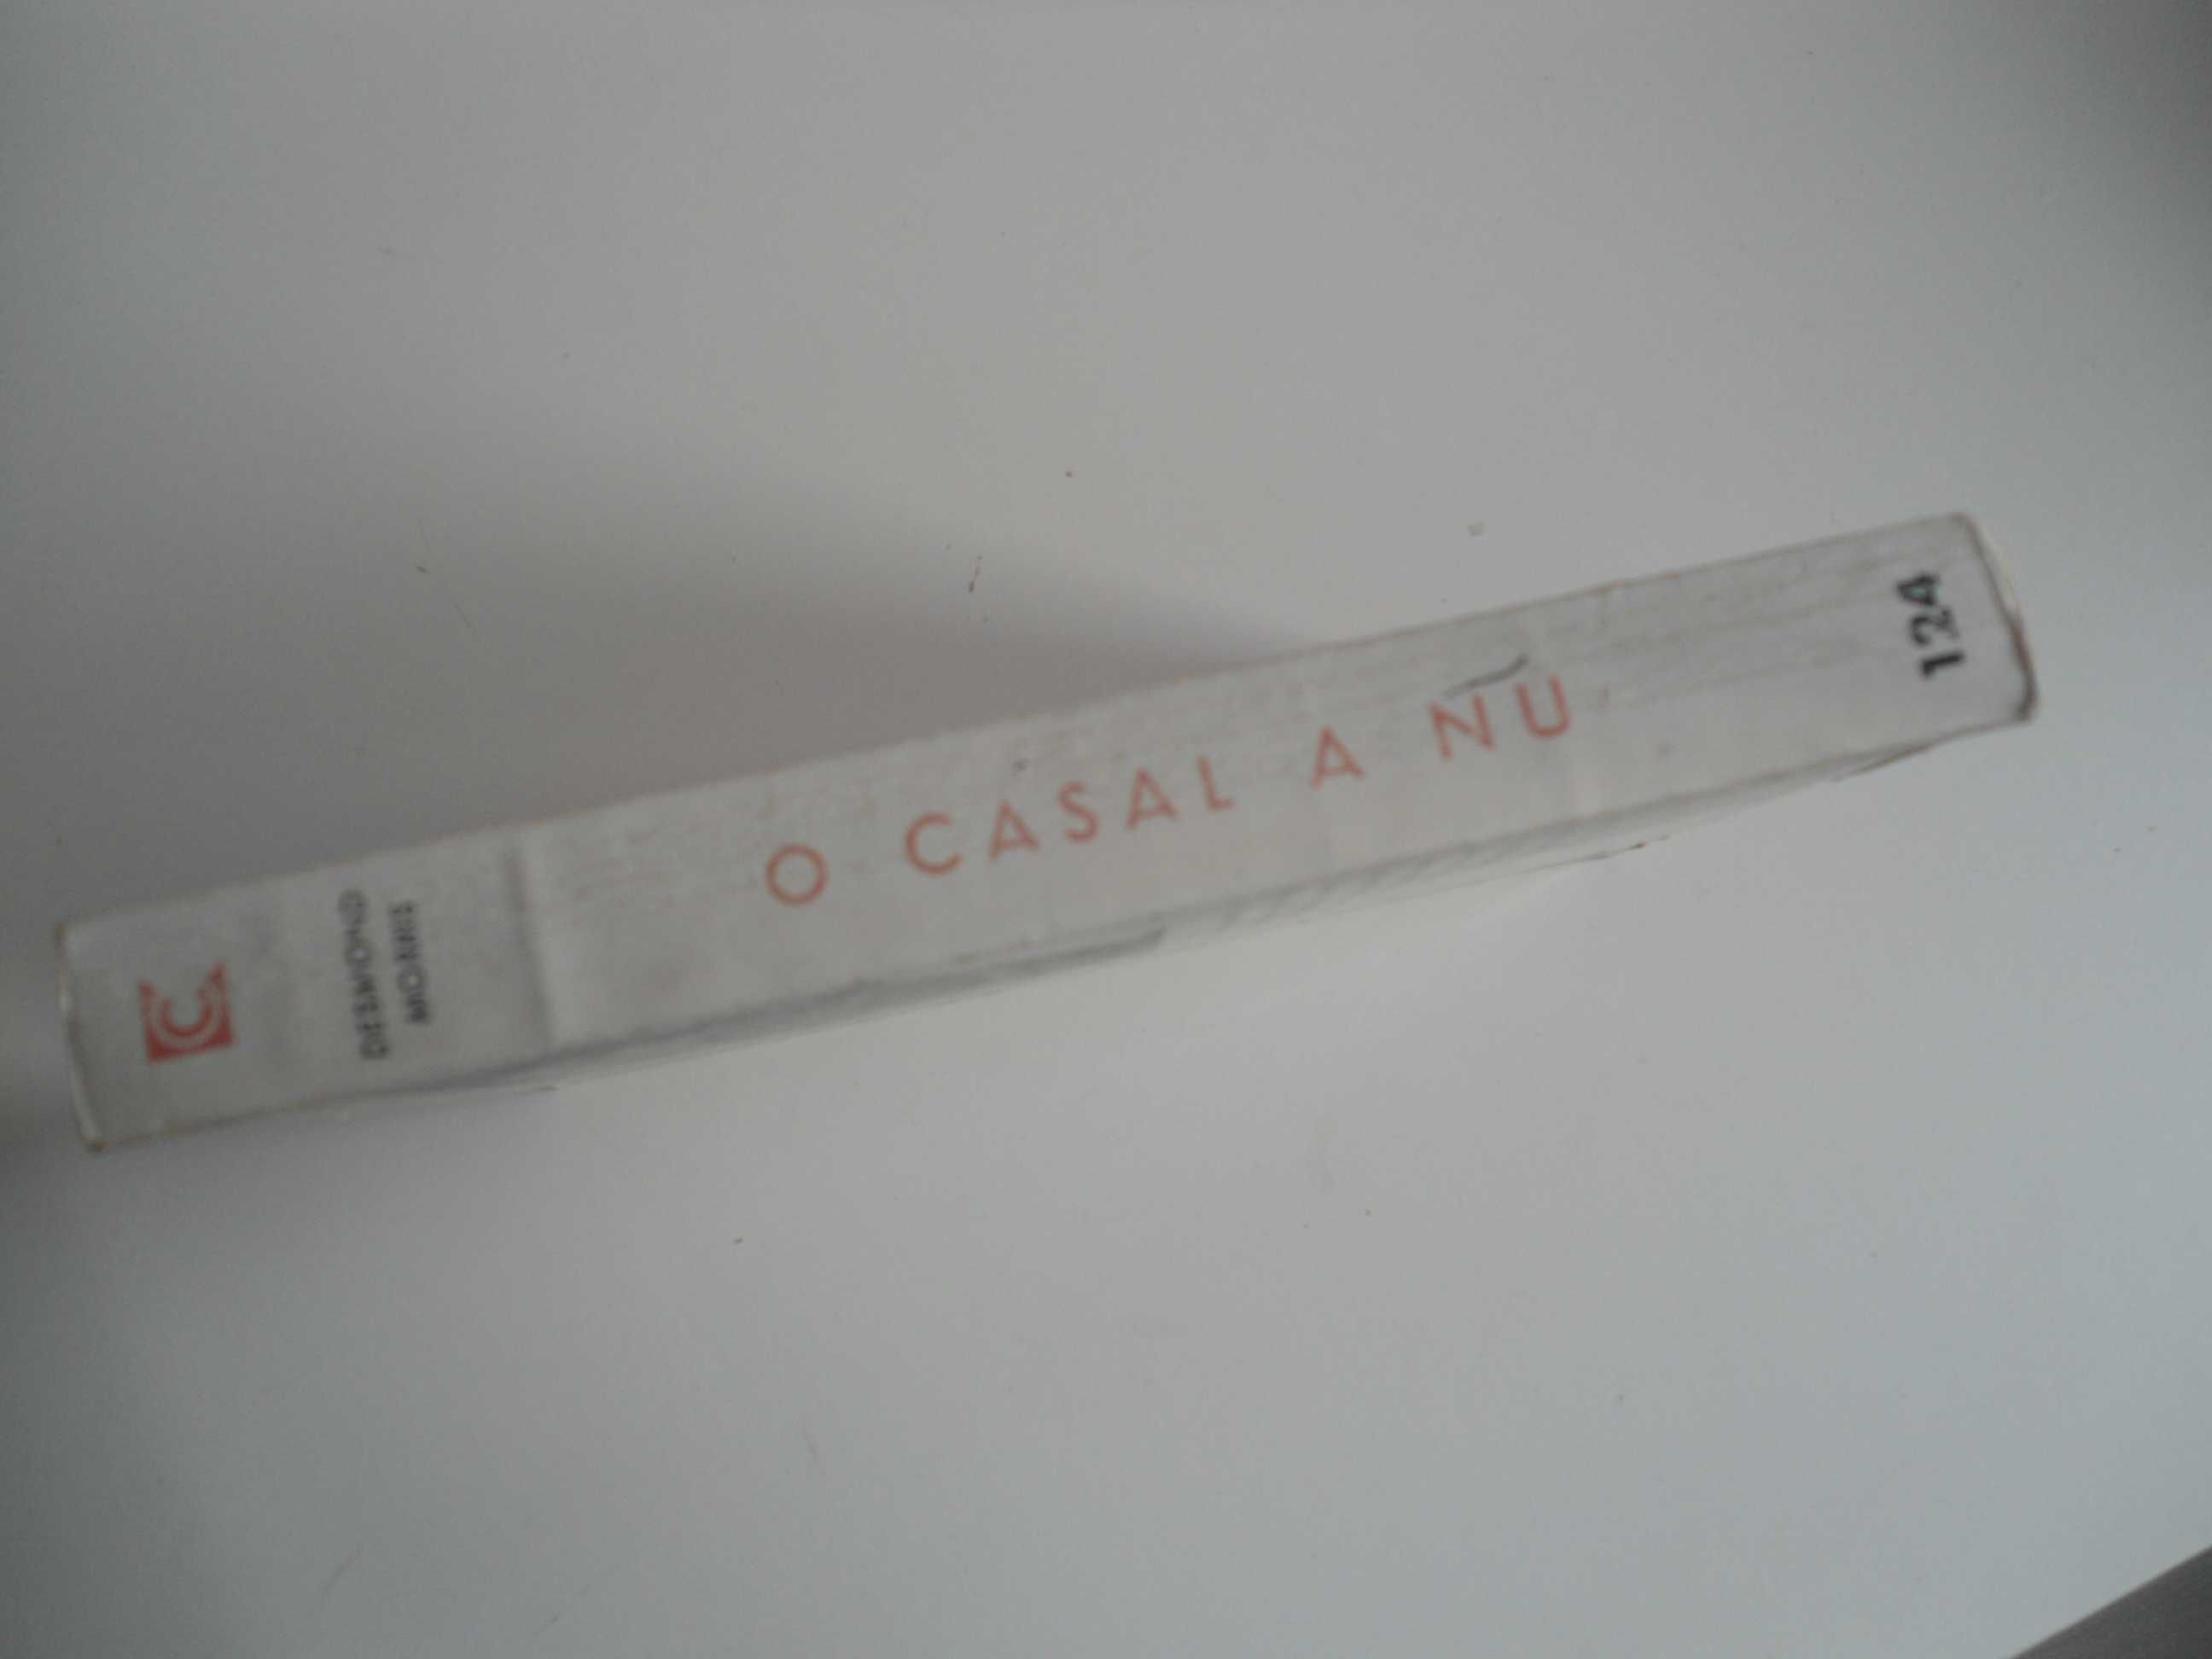 C
DESMOND
MORRIS
O CASAL A NU
124